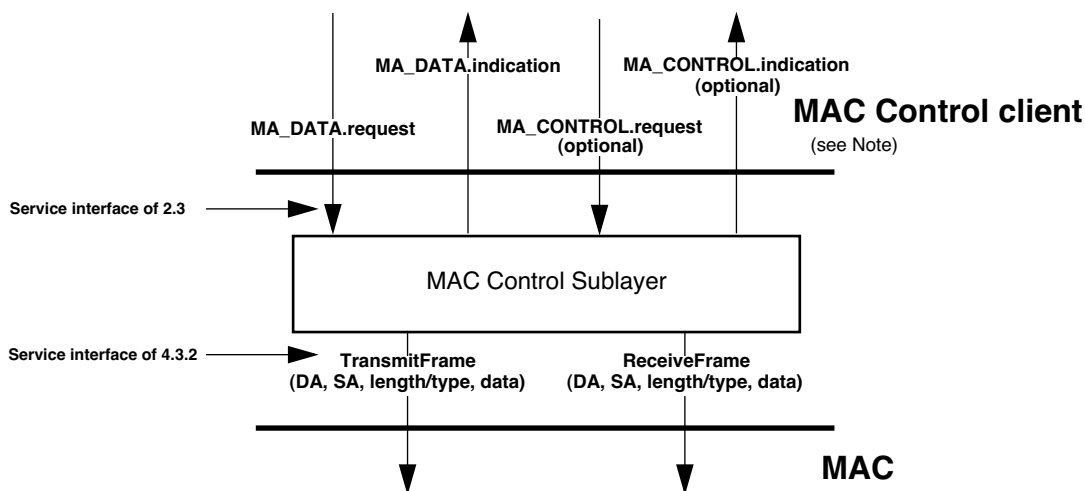 MA_DATA.indication
MA_CONTROL.indication
(optional)
MAC Control client
(see Note)
MA_DATA.request
MA_CONTROL.request
(optional)
Service interface of 2.3
MAC Control Sublayer
Service interface of 4.3.2
TransmitFrame
(DA, SA, length/type, data)
ReceiveFrame
(DA, SA, length/type, data)
MAC